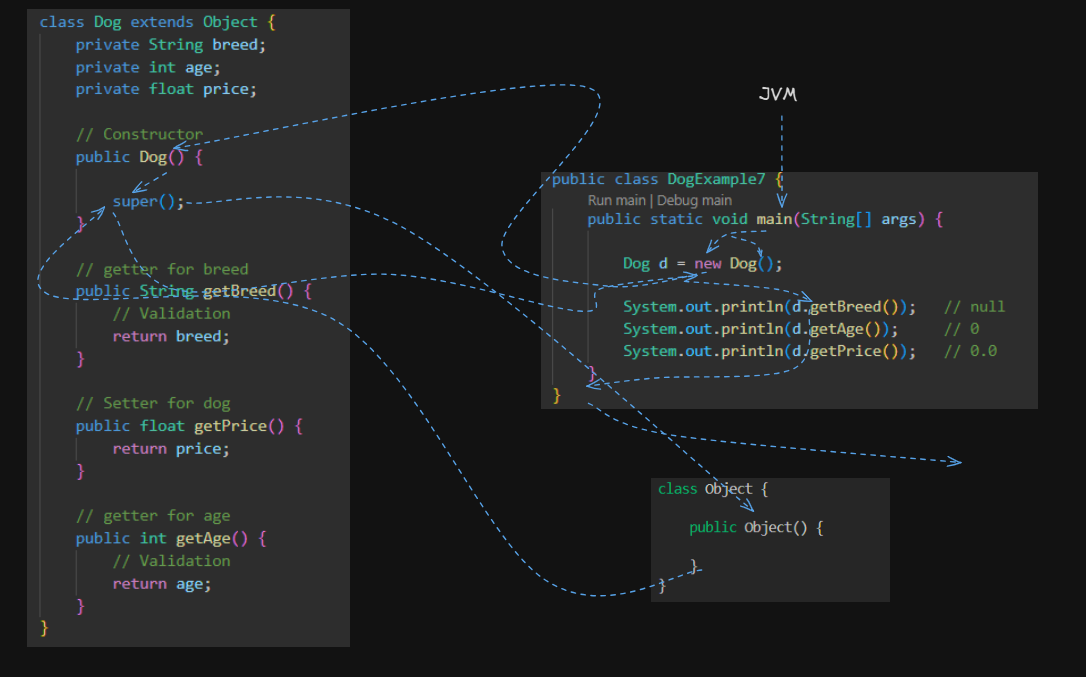 class Dog extends Object {
private String breed;
private int age;
private float price;
// Constructor
public Dog() {
super();
}
// getter for breed
public String getBreed() {
// Validation
return breed;
}
// Setter for dog
public float getPrice() {
return price;
}
// getter for age
public int getAge() {
// Validation
return age;
}
}
JVM
public class DogExample7 {
Run main | Debug main
public static void main(String[] args) {
Dog d = new Dog();
System.out.println(d.getBreed()); // null
System.out.println(d.getAge()); // 0
System.out.println(d.getPrice()); // 0.0
}
}
class Object {
public Object() {
}
}